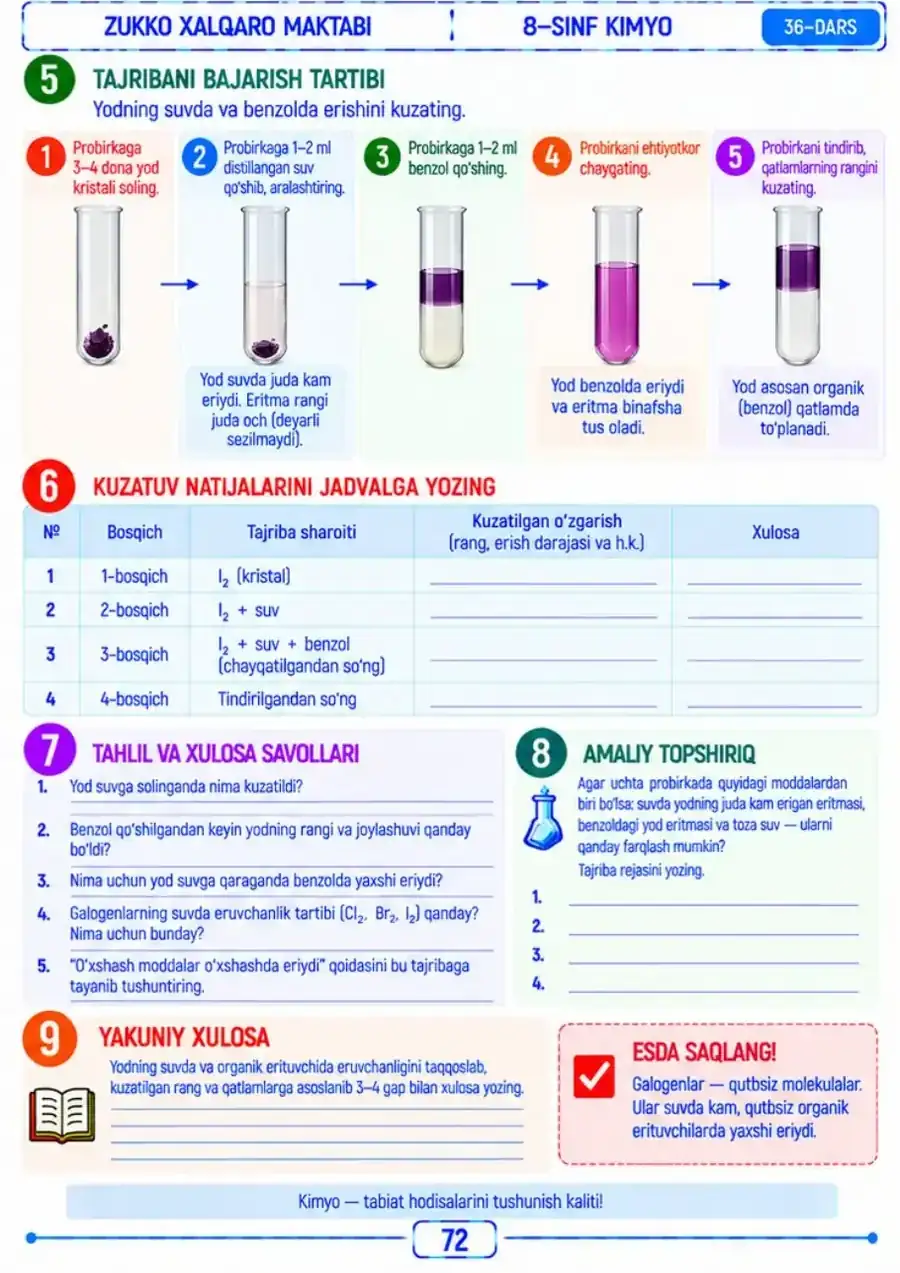 ZUKKO XALQARO MAKTABI
8–SINF KIMYO
36–DARS
5 TAJRIBANI BAJARISH TARTIBI
Yodning suvda va benzolda erishini kuzating.
1 Probirkaga
3–4 dona yod
kristali soling.
2 Probirkaga 1–2 ml
distillangan suv
qo‘shib, aralashtiring.
3 Probirkaga 1–2 ml
benzol qo‘shing.
4 Probirkani ehtiyotkor
chayqating.
5 Probirkani tindirib,
qatlamlarning rangini
kuzating.
Yod suvda juda kam
eriydi. Eritma rangi
juda och (deyarli
sezilmaydi).
Yod benzolda eriydi
va eritma binafsha
tus oladi.
Yod asosan organik
(benzol) qatlamda
to‘planadi.
6 KUZATUV NATIJALARINI JADVALGA YOZING
№ Bosqich Tajriba sharoiti Kuzatilgan o‘zgarish
(rang, erish darajasi va h.k.) Xulosa
1 1-bosqich I₂ (kristal)
2 2-bosqich I₂ + suv
3 3-bosqich I₂ + suv + benzol
(chayqatilgandan so‘ng)
4 4-bosqich Tindirilgandan so‘ng
7 TAHLIL VA XULOSA SAVOLLARI
1. Yod suvga solinganda nima kuzatildi?
2. Benzol qo‘shilgandan keyin yodning rangi va joylashuvi qanday
bo‘ldi?
3. Nima uchun yod suvga qaraganda benzolda yaxshi eriydi?
4. Galogenlarning suvda eruvchanlik tartibi (Cl₂, Br₂, I₂) qanday?
Nima uchun bunday?
5. “O‘xshash moddalar o‘xshashda eriydi” qoidasini bu tajribaga
tayanib tushuntiring.
8 AMALIY TOPSHIRIQ
Agar uchta probirkada quyidagi moddalardan
biri bo‘lsa: suvda yodning juda kam erigan eritmasi,
benzoldagi yod eritmasi va toza suv — ularni
qanday farqlash mumkin?
Tajriba rejasini yozing.
1.
2.
3.
4.
9 YAKUNIY XULOSA
Yodning suvda va organik erituvchida eruvchanligini taqqoslab,
kuzatilgan rang va qatlamlarga asoslanib 3–4 gap bilan xulosa yozing.
ESDA SAQLANG!
Galogenlar — qutbsiz molekulalar.
Ular suvda kam, qutbsiz organik
erituvchilarda yaxshi eriydi.
Kimyo — tabiat hodisalarini tushunish kaliti!
72